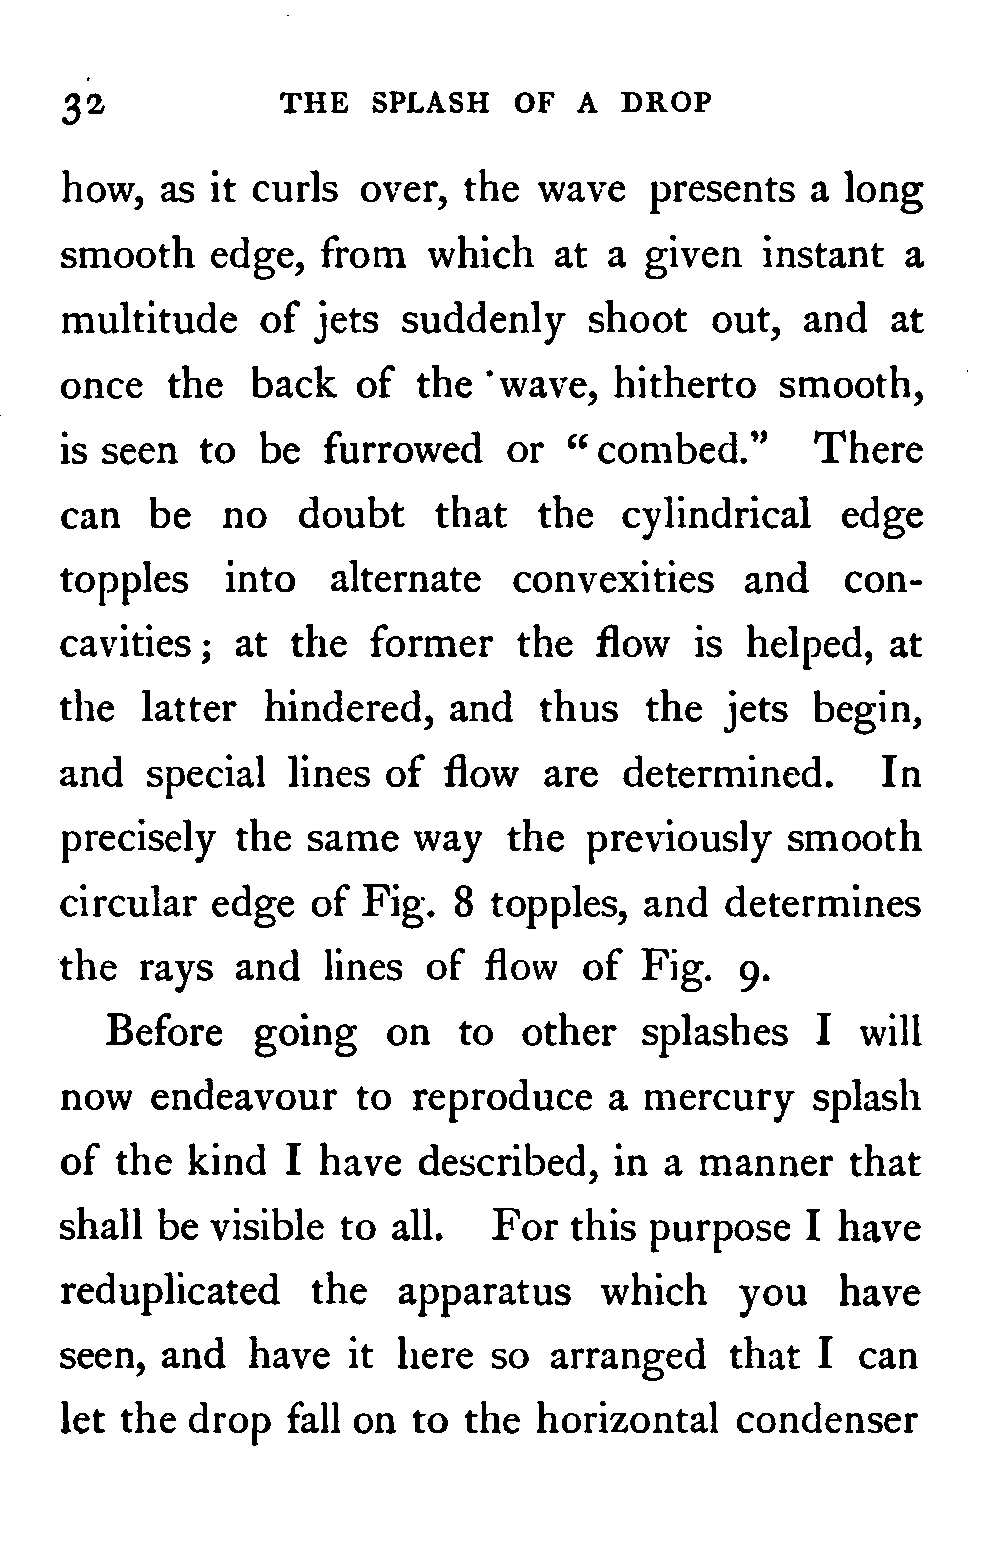 32 THE SPLASH OF A DROP
how, as it curls over, the wave presents a long
smooth edge, from which at a given instant a
multitude of jets suddenly shoot out, and at
once the back of the wave, hitherto smooth,
is seen to be furrowed or “combed.” There
can be no doubt that the cylindrical edge
topples into alternate convexities and con-
cavities; at the former the flow is helped, at
the latter hindered, and thus the jets begin,
and special lines of flow are determined. In
precisely the same way the previously smooth
circular edge of Fig. 8 topples, and determines
the rays and lines of flow of Fig. 9.
Before going on to other splashes I will
now endeavour to reproduce a mercury splash
of the kind I have described, in a manner that
shall be visible to all. For this purpose I have
reduplicated the apparatus which you have
seen, and have it here so arranged that I can
let the drop fall on to the horizontal condenser